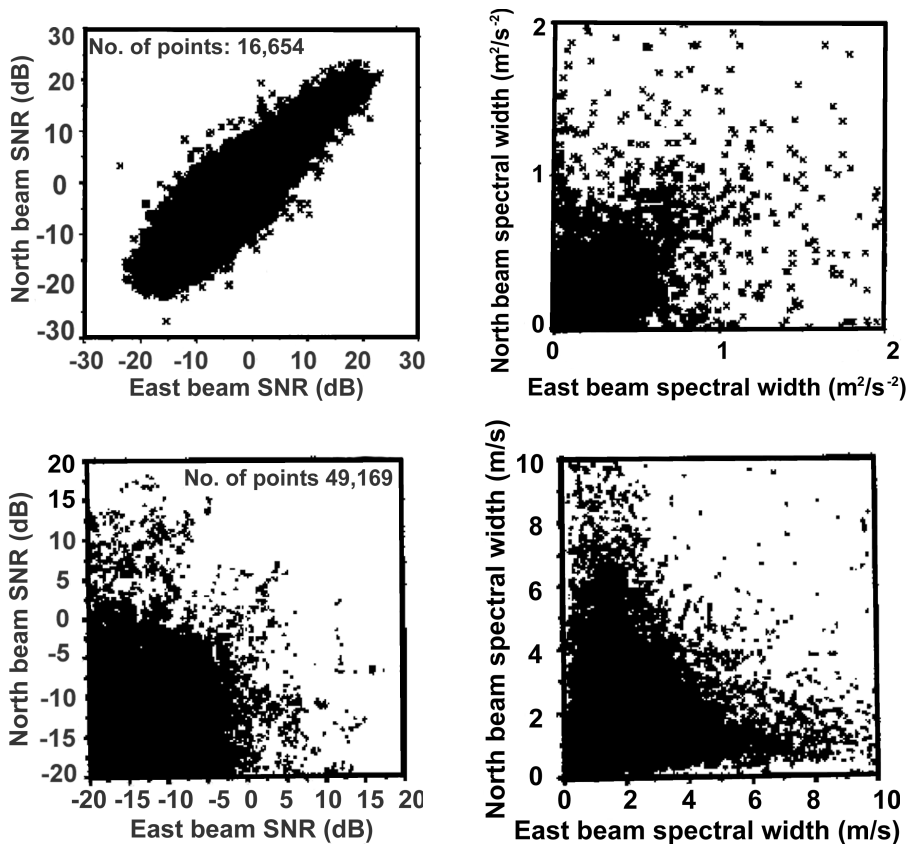 30
20
10
0
-10
-20
-30
North beam SNR (dB)
No. of points: 16,654
-30 -20 -10 0 10 20 30
East beam SNR (dB)
2
1
0
North beam spectral width (m²/s⁻²)
0 1 2
East beam spectral width (m²/s⁻²)
20
15
10
5
0
-5
-10
-15
-20
North beam SNR (dB)
No. of points 49,169
-20 -15 -10 -5 0 5 10 15 20
East beam SNR (dB)
10
8
6
4
2
0
North beam spectral width (m/s)
0 2 4 6 8 10
East beam spectral width (m/s)